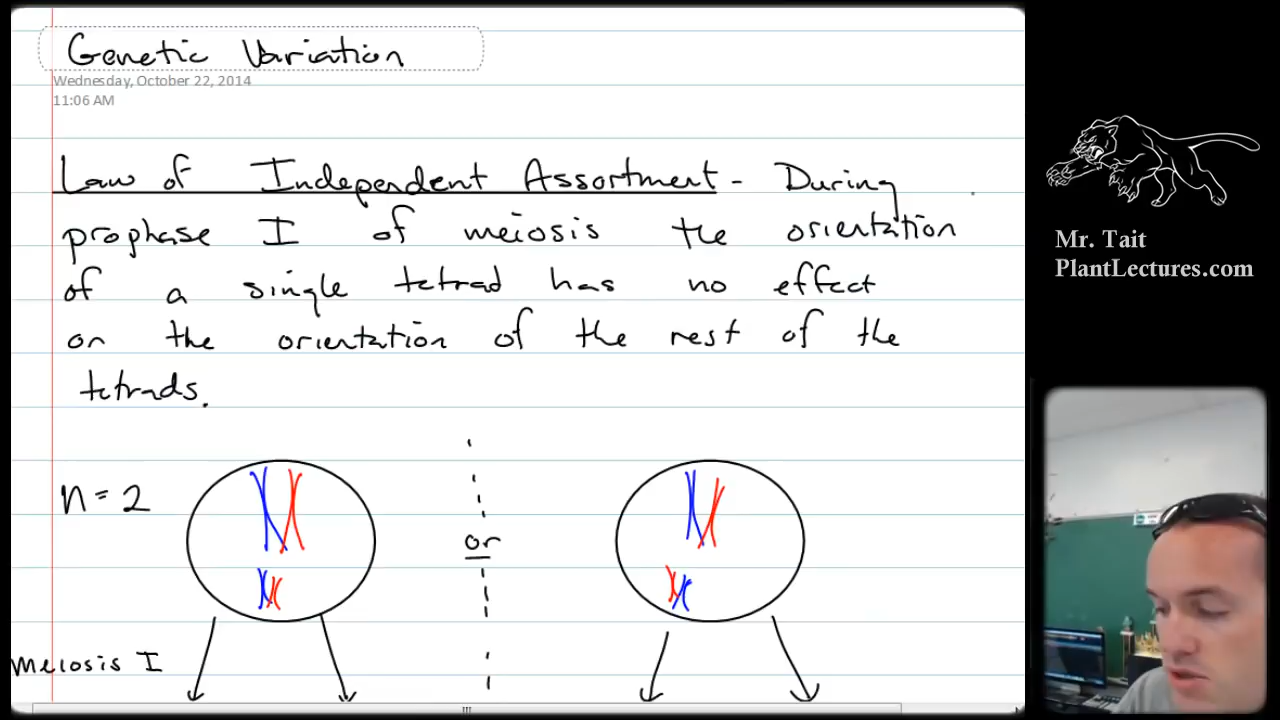 Genetic Variation
Wednesday, October 22, 2014
11:06 AM
Law of Independent Assortment - During
prophase I of meiosis the orientation
of a single tetrad has no effect
on the orientation of the rest of the
tetrads.
n = 2
or
meiosis I
Mr. Tait
PlantLectures.com